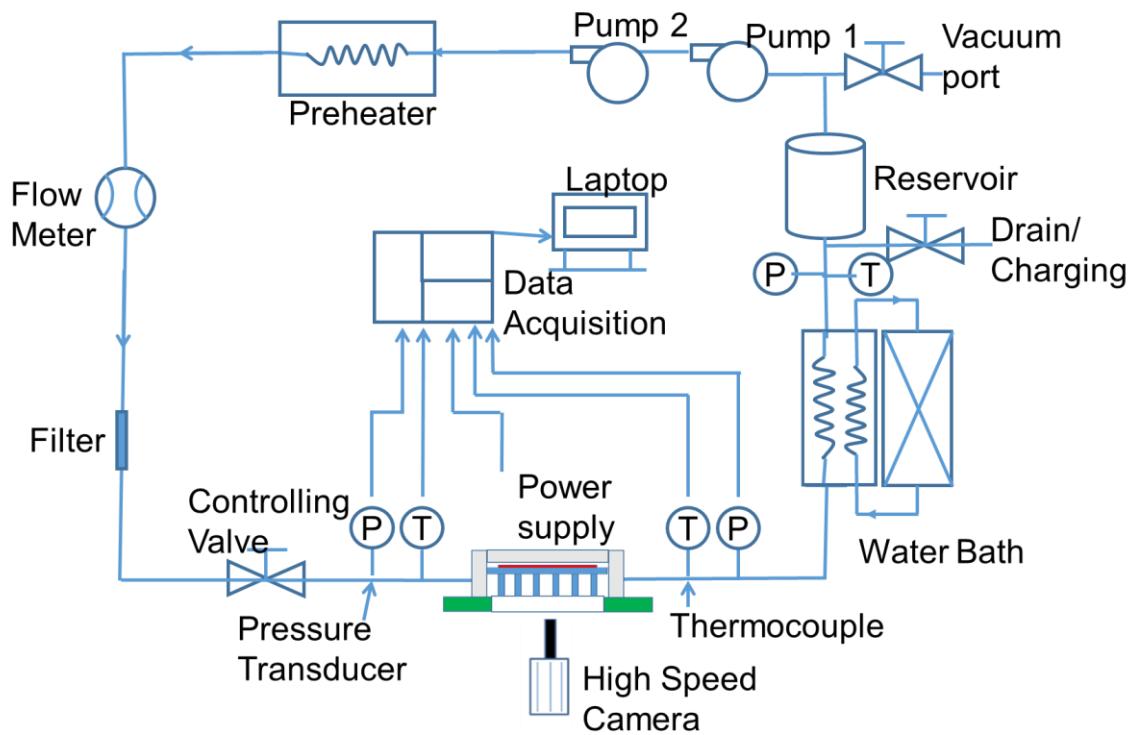 Pump 2
Pump 1
Vacuum
port
Preheater
Flow
Meter
Laptop
Reservoir
Data
Acquisition
Drain/
Charging
P
T
Filter
Controlling
Valve
P
T
Power
supply
T
P
Water Bath
Pressure
Transducer
Thermocouple
High Speed
Camera